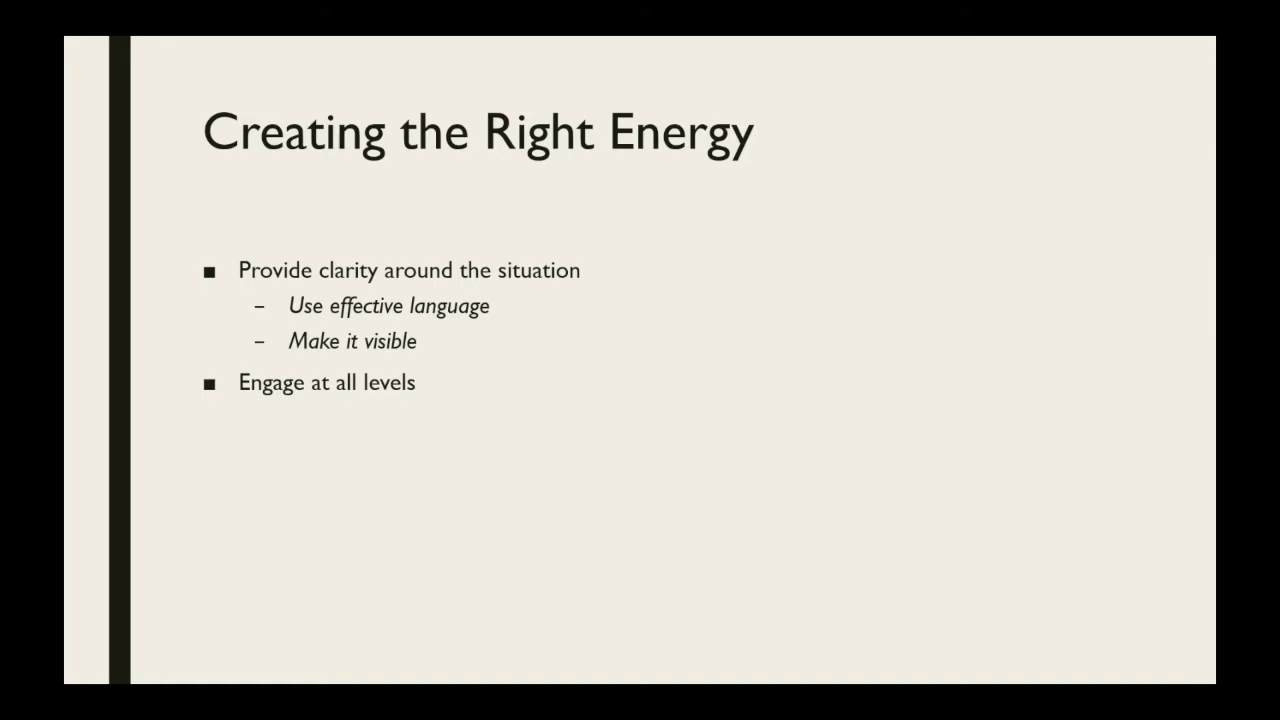 Creating the Right Energy
■ Provide clarity around the situation
– Use effective language
– Make it visible
■ Engage at all levels